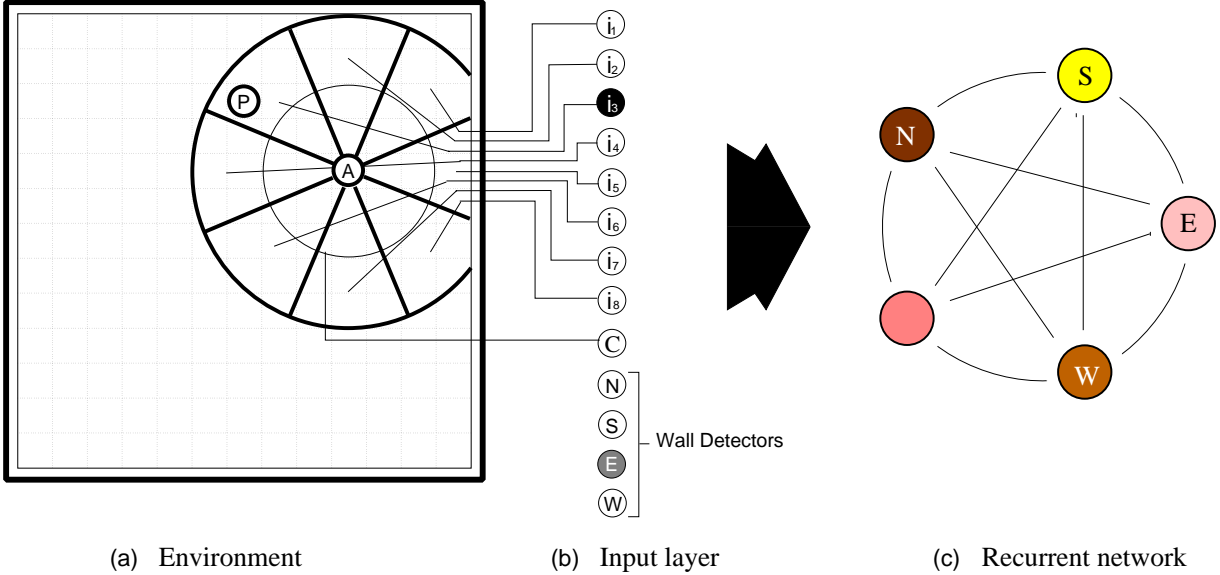 P
A
i1
i2
i3
i4
i5
i6
i7
i8
C
N
S
E
W
Wall Detectors
S
N
E
W
(a) Environment
(b) Input layer
(c) Recurrent network